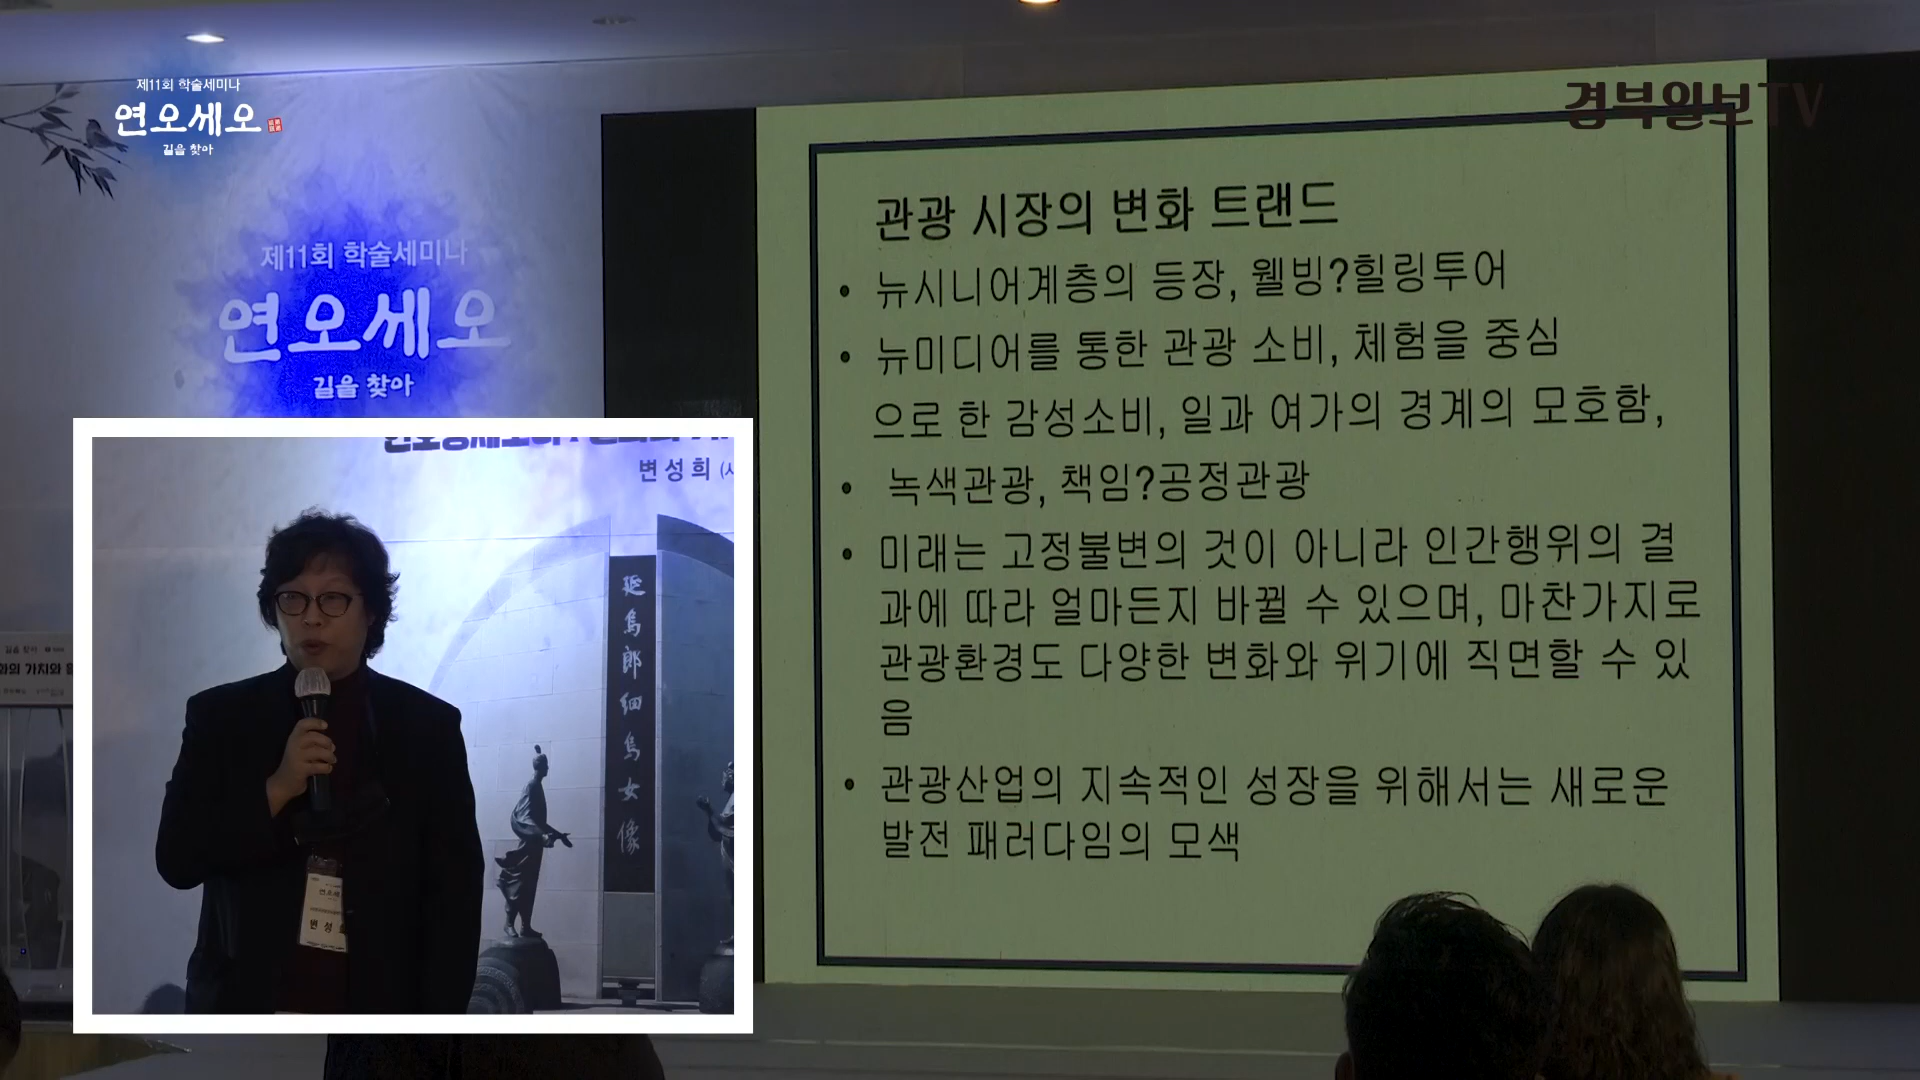 제11회 학술세미나
연오세오
길을 찾아
경북일보TV
제11회 학술세미나
연오세오
길을 찾아
관광 시장의 변화 트랜드
• 뉴시니어계층의 등장, 웰빙?힐링투어
• 뉴미디어를 통한 관광 소비, 체험을 중심
으로 한 감성소비, 일과 여가의 경계의 모호함,
• 녹색관광, 책임?공정관광
• 미래는 고정불변의 것이 아니라 인간행위의 결
과에 따라 얼마든지 바뀔 수 있으며, 마찬가지로
관광환경도 다양한 변화와 위기에 직면할 수 있
음
• 관광산업의 지속적인 성장을 위해서는 새로운
발전 패러다임의 모색
변성희
延烏郞細烏女像
길을 찾아
가치와
변성